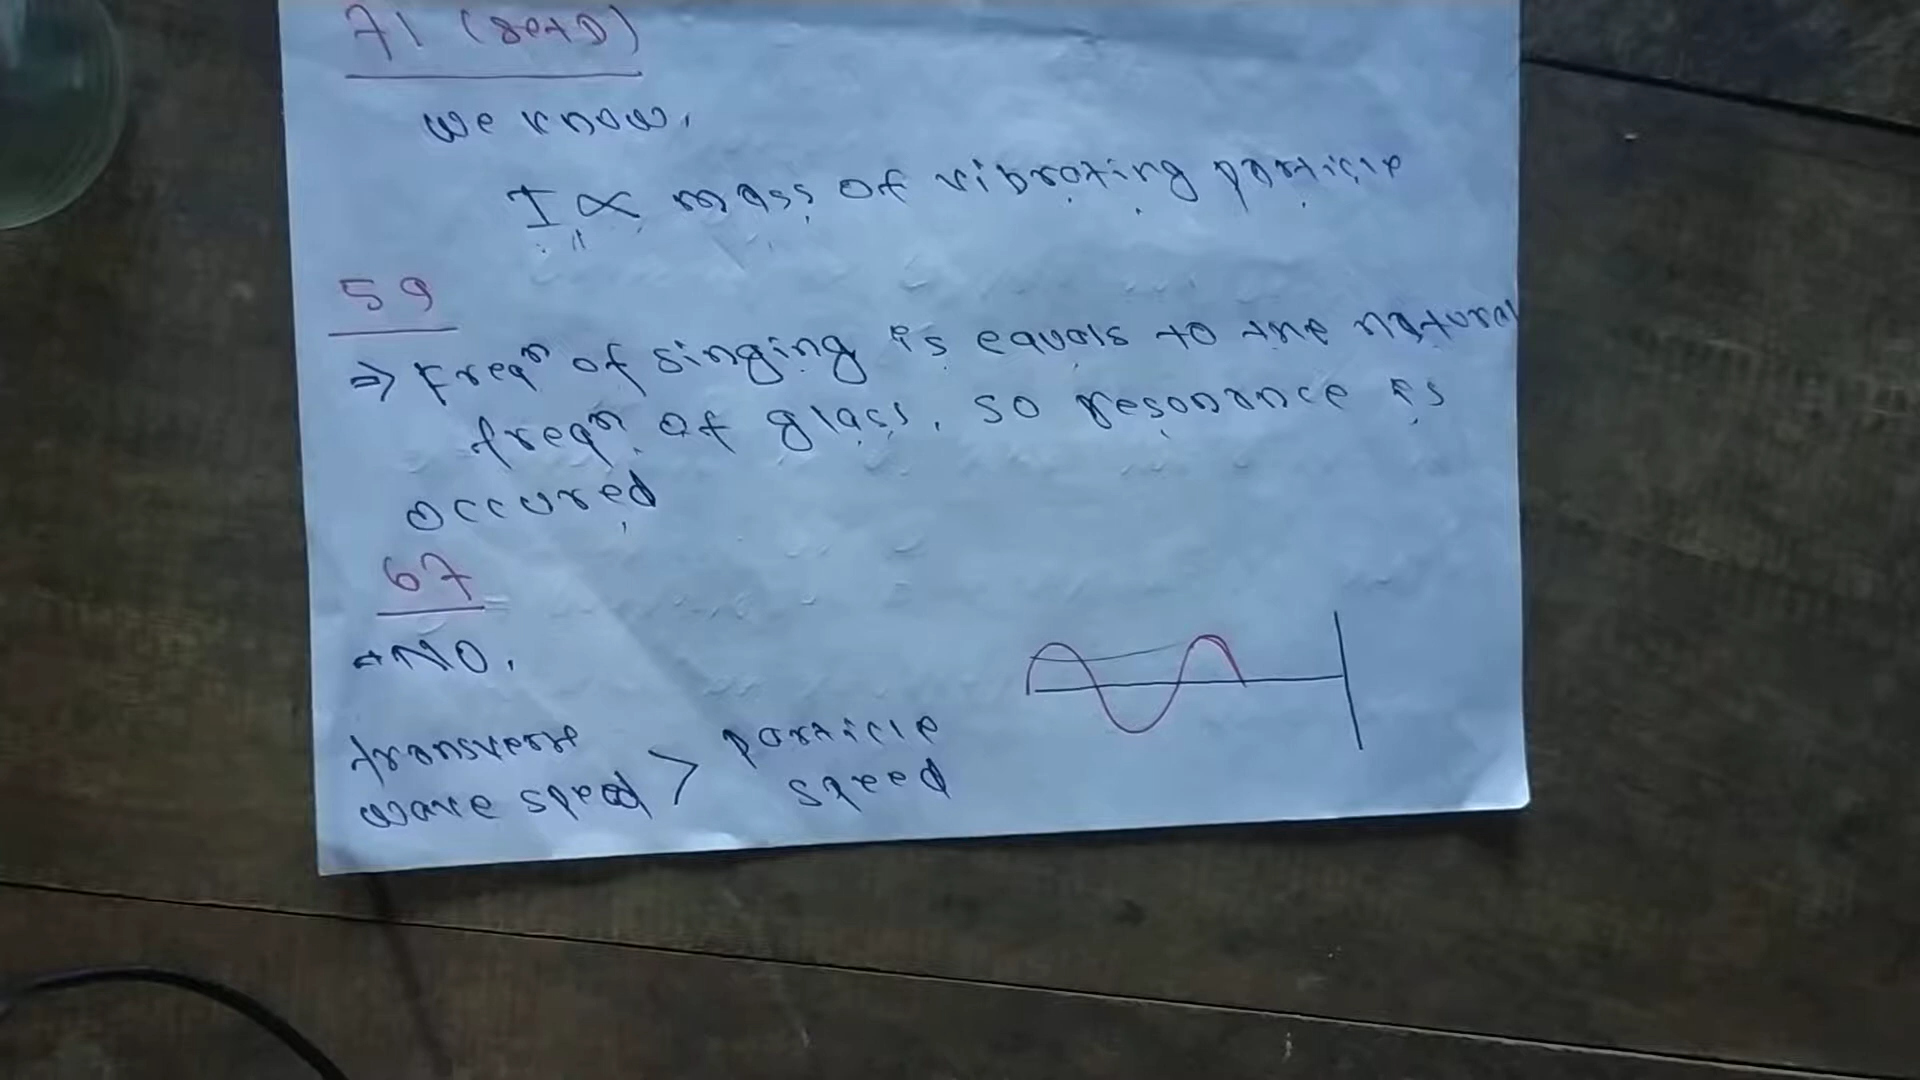 71 (set D)
we know,
I ∝ mass of vibrating particle
59
⇒ Freqⁿ of singing is equals to the natural
freqⁿ of glass, so resonance is
occured
67
→ NO.
transverse
wave speed > particle
speed